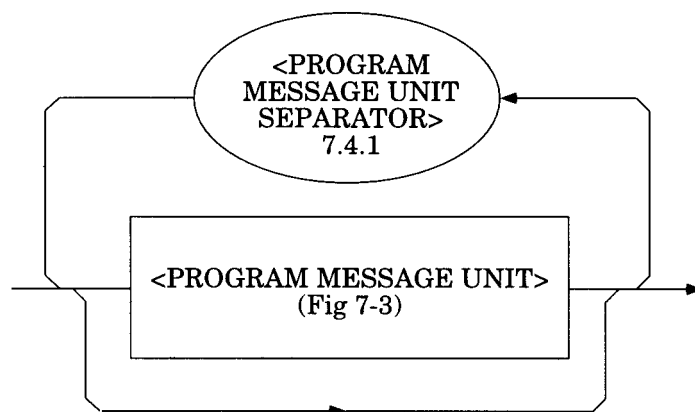 <PROGRAM
MESSAGE UNIT
SEPARATOR>
7.4.1
<PROGRAM MESSAGE UNIT>
(Fig 7-3)